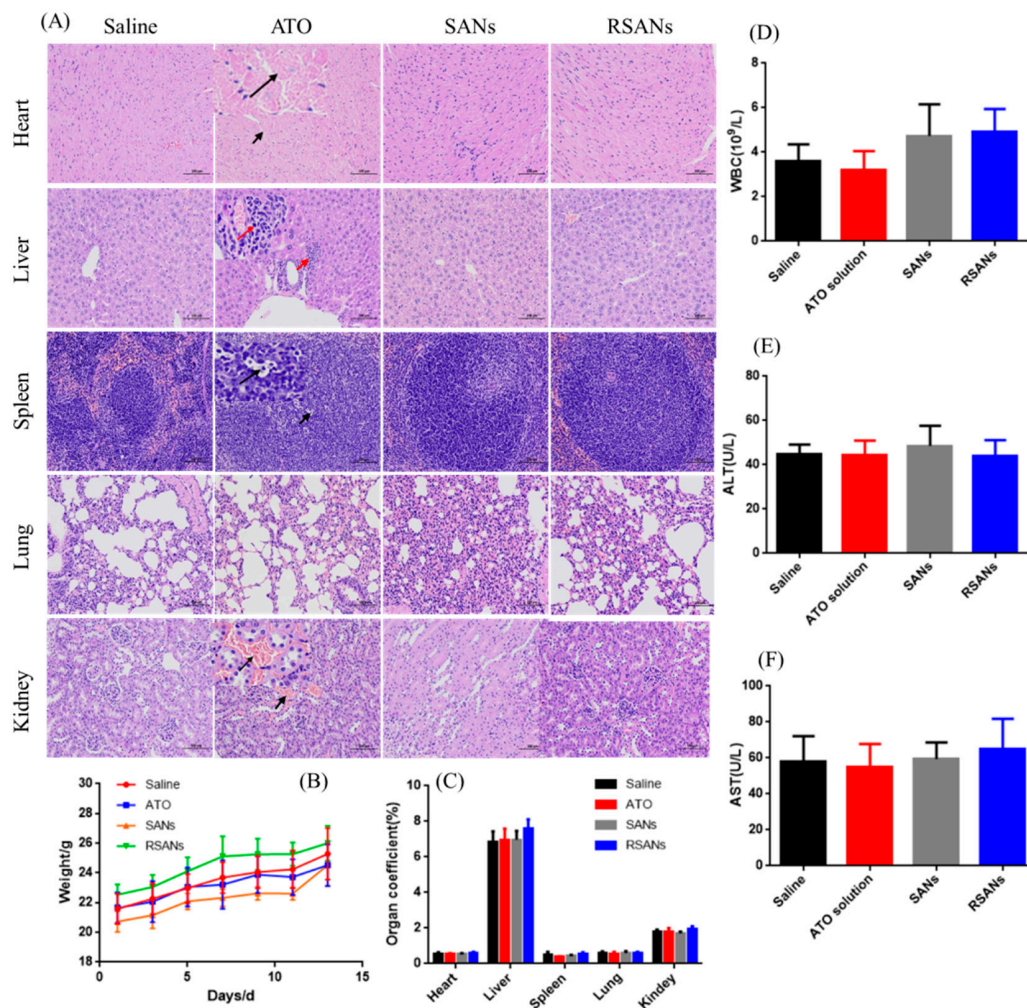 (A)
Saline ATO SANs RSANs
Heart
Liver
Spleen
Lung
Kidney
(B)
Saline
ATO
SANs
RSANs
Weight/g
30
28
26
24
22
20
18
0 5 10 15
Days/d
(C)
Saline
ATO
SANs
RSANs
Organ coefficient(%)
10
8
6
4
2
0
Heart Liver Spleen Lung Kindey
(D)
WBC(10⁹/L)
8
6
4
2
0
Saline ATO solution SANs RSANs
(E)
ALT(U/L)
80
60
40
20
0
Saline ATO solution SANs RSANs
(F)
AST(U/L)
100
80
60
40
20
0
Saline ATO solution SANs RSANs